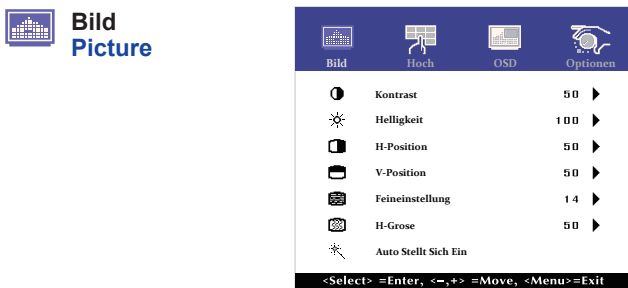 Bild
Picture
Bild Hoch OSD Optionen
Kontrast 50
Helligkeit 100
H-Position 50
V-Position 50
Feineinstellung 14
H-Grose 50
Auto Stellt Sich Ein
<Select> =Enter, <–,+> =Move, <Menu>=Exit